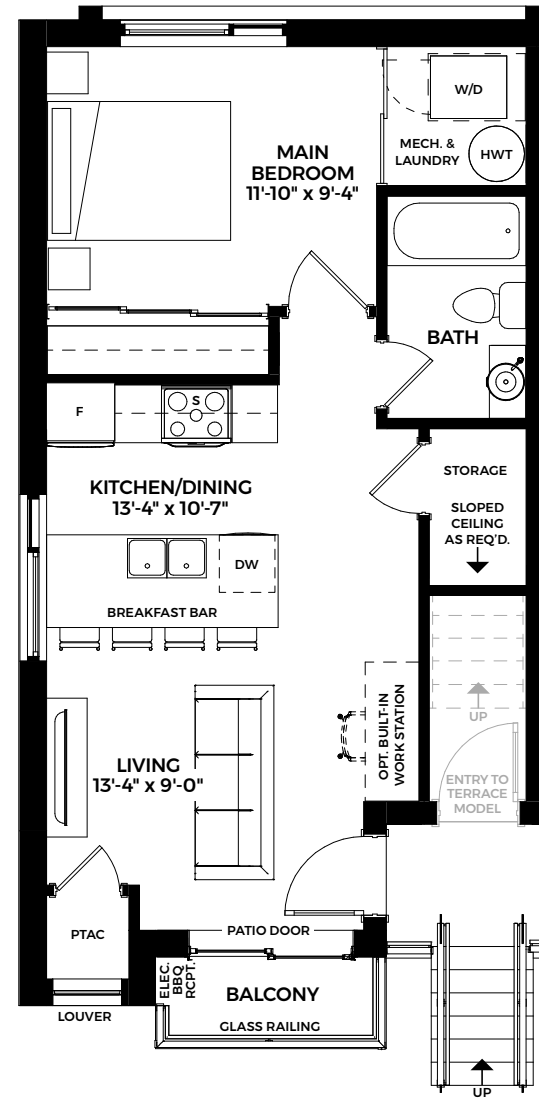 W/D
MECH. &
LAUNDRY
HWT
MAIN
BEDROOM
11'-10" x 9'-4"
BATH
F
S
STORAGE
SLOPED
CEILING
AS REQ'D.
KITCHEN/DINING
13'-4" x 10'-7"
DW
BREAKFAST BAR
UP
OPT. BUILT-IN
WORK STATION
LIVING
13'-4" x 9'-0"
ENTRY TO
TERRACE
MODEL
PTAC
PATIO DOOR
ELEC.
BBQ
RCPT.
BALCONY
LOUVER
GLASS RAILING
UP